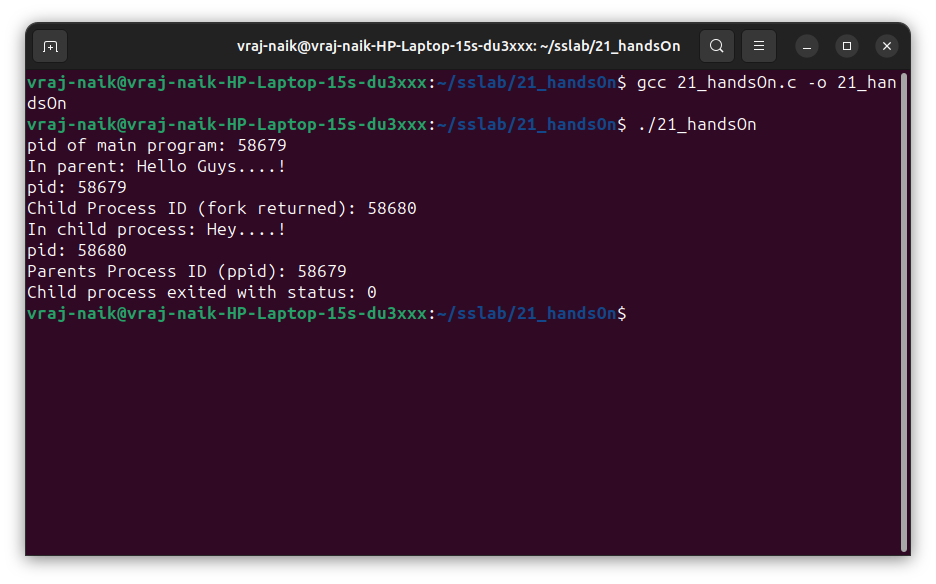 vraj-naik@vraj-naik-HP-Laptop-15s-du3xxx: ~/sslab/21_handsOn
vraj-naik@vraj-naik-HP-Laptop-15s-du3xxx:~/sslab/21_handsOn$ gcc 21_handsOn.c -o 21_han
dsOn
vraj-naik@vraj-naik-HP-Laptop-15s-du3xxx:~/sslab/21_handsOn$ ./21_handsOn
pid of main program: 58679
In parent: Hello Guys....!
pid: 58679
Child Process ID (fork returned): 58680
In child process: Hey....!
pid: 58680
Parents Process ID (ppid): 58679
Child process exited with status: 0
vraj-naik@vraj-naik-HP-Laptop-15s-du3xxx:~/sslab/21_handsOn$